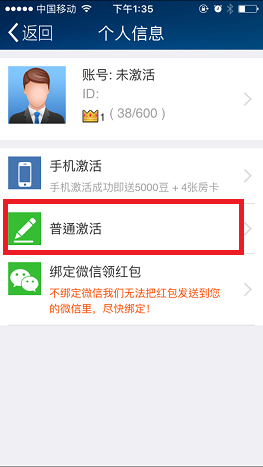 中国移动 下午1:35
返回 个人信息
账号: 未激活
ID:
1 ( 38/600 )
手机激活
手机激活成功即送5000豆 + 4张房卡
普通激活
绑定微信领红包
不绑定微信我们无法把红包发送到您
的微信里，尽快绑定！